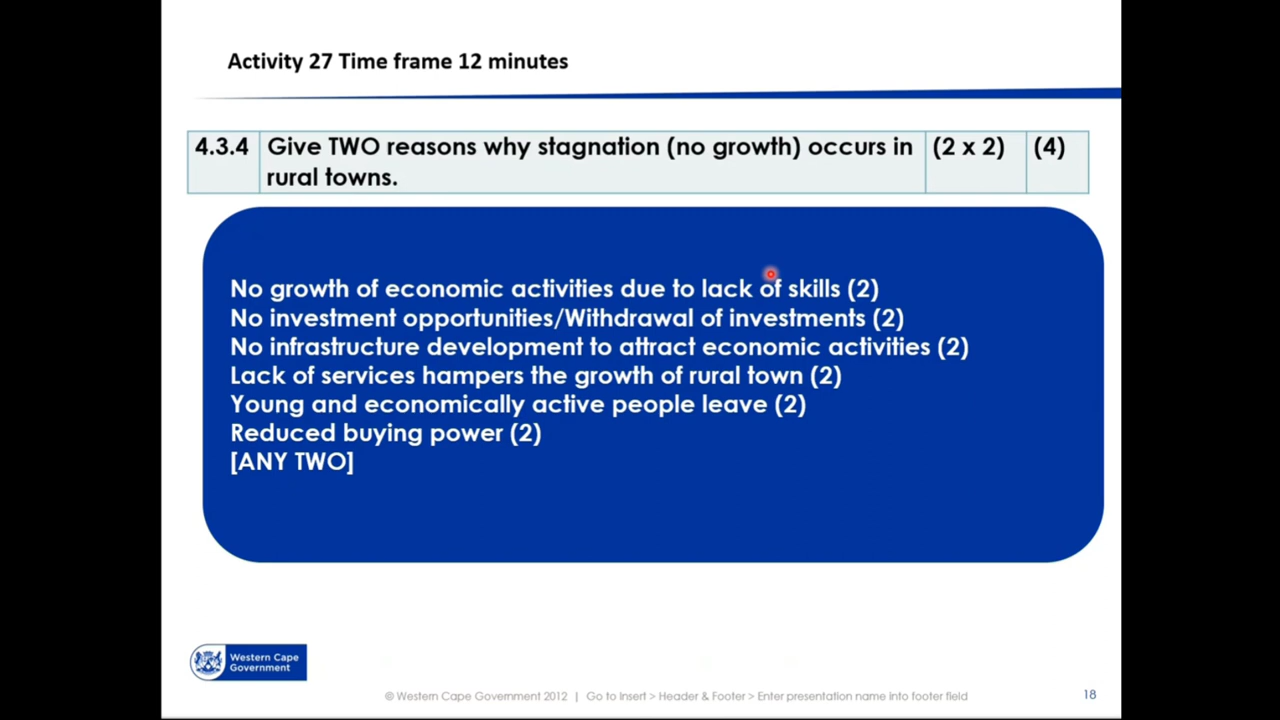 Activity 27 Time frame 12 minutes
4.3.4 Give TWO reasons why stagnation (no growth) occurs in (2 x 2) (4)
rural towns.
No growth of economic activities due to lack of skills (2)
No investment opportunities/Withdrawal of investments (2)
No infrastructure development to attract economic activities (2)
Lack of services hampers the growth of rural town (2)
Young and economically active people leave (2)
Reduced buying power (2)
[ANY TWO]
Western Cape
Government
© Western Cape Government 2012 | Go to Insert > Header & Footer > Enter presentation name into footer field
18